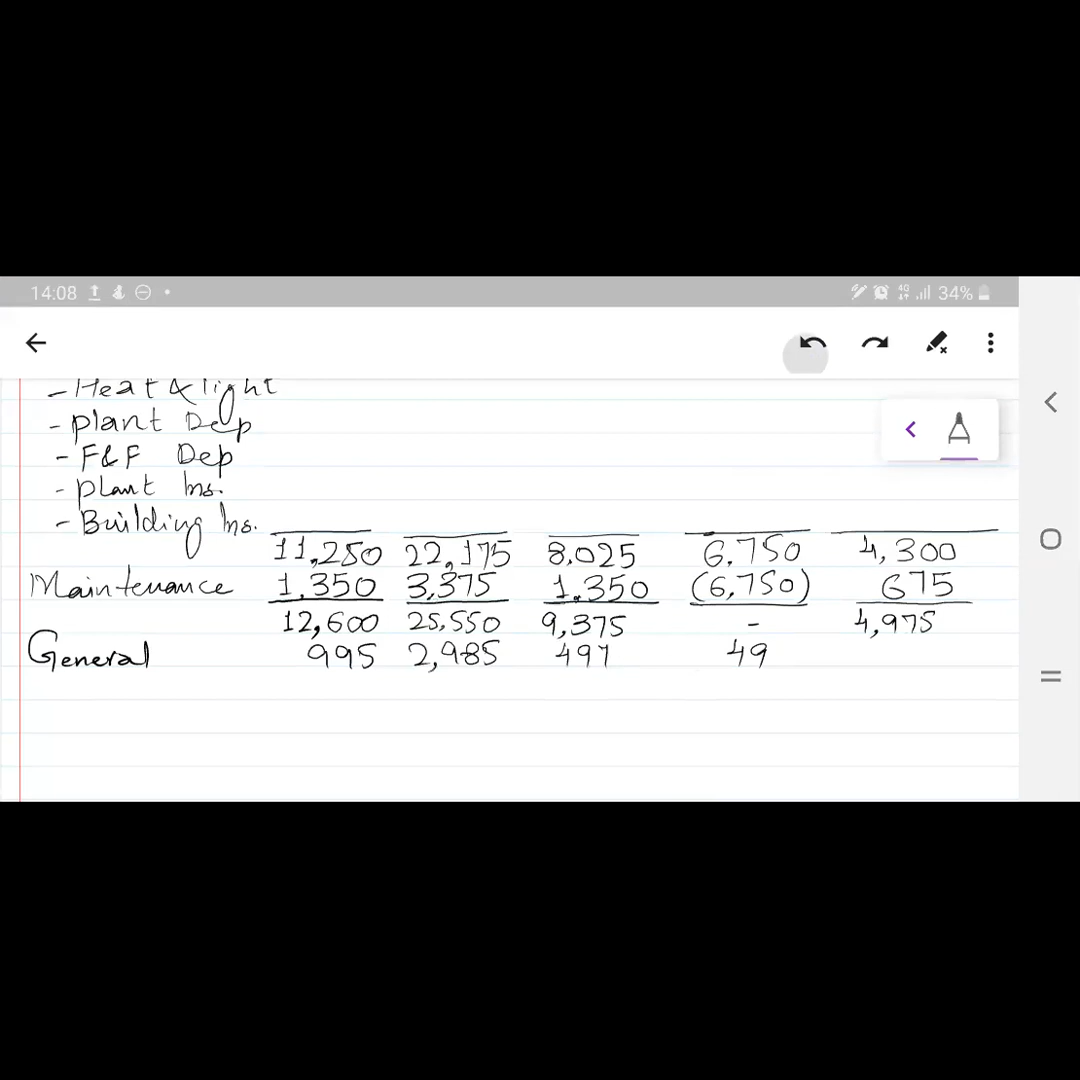 14:08 4G 34%
- Heat & light
- plant Dep
- F&F Dep
- plant Ins.
- Building Ins.
11,250 22,175 8,025 6,750 4,300
Maintenance 1,350 3,375 1,350 (6,750) 675
12,600 25,550 9,375 - 4,975
General 995 2,985 497 49